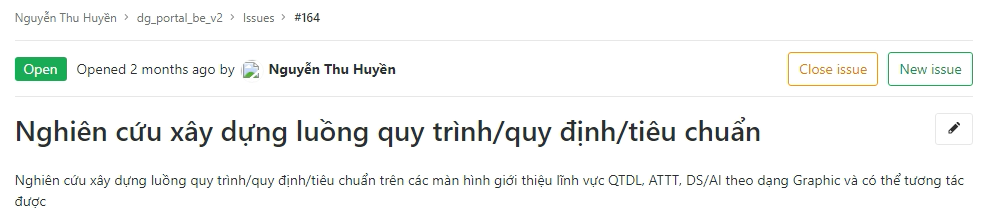 Nguyễn Thu Huyền > dg_portal_be_v2 > Issues > #164
Open Opened 2 months ago by Nguyễn Thu Huyền Close issue New issue
Nghiên cứu xây dựng luồng quy trình/quy định/tiêu chuẩn
Nghiên cứu xây dựng luồng quy trình/quy định/tiêu chuẩn trên các màn hình giới thiệu lĩnh vực QTDL, ATTT, DS/AI theo dạng Graphic và có thể tương tác
được